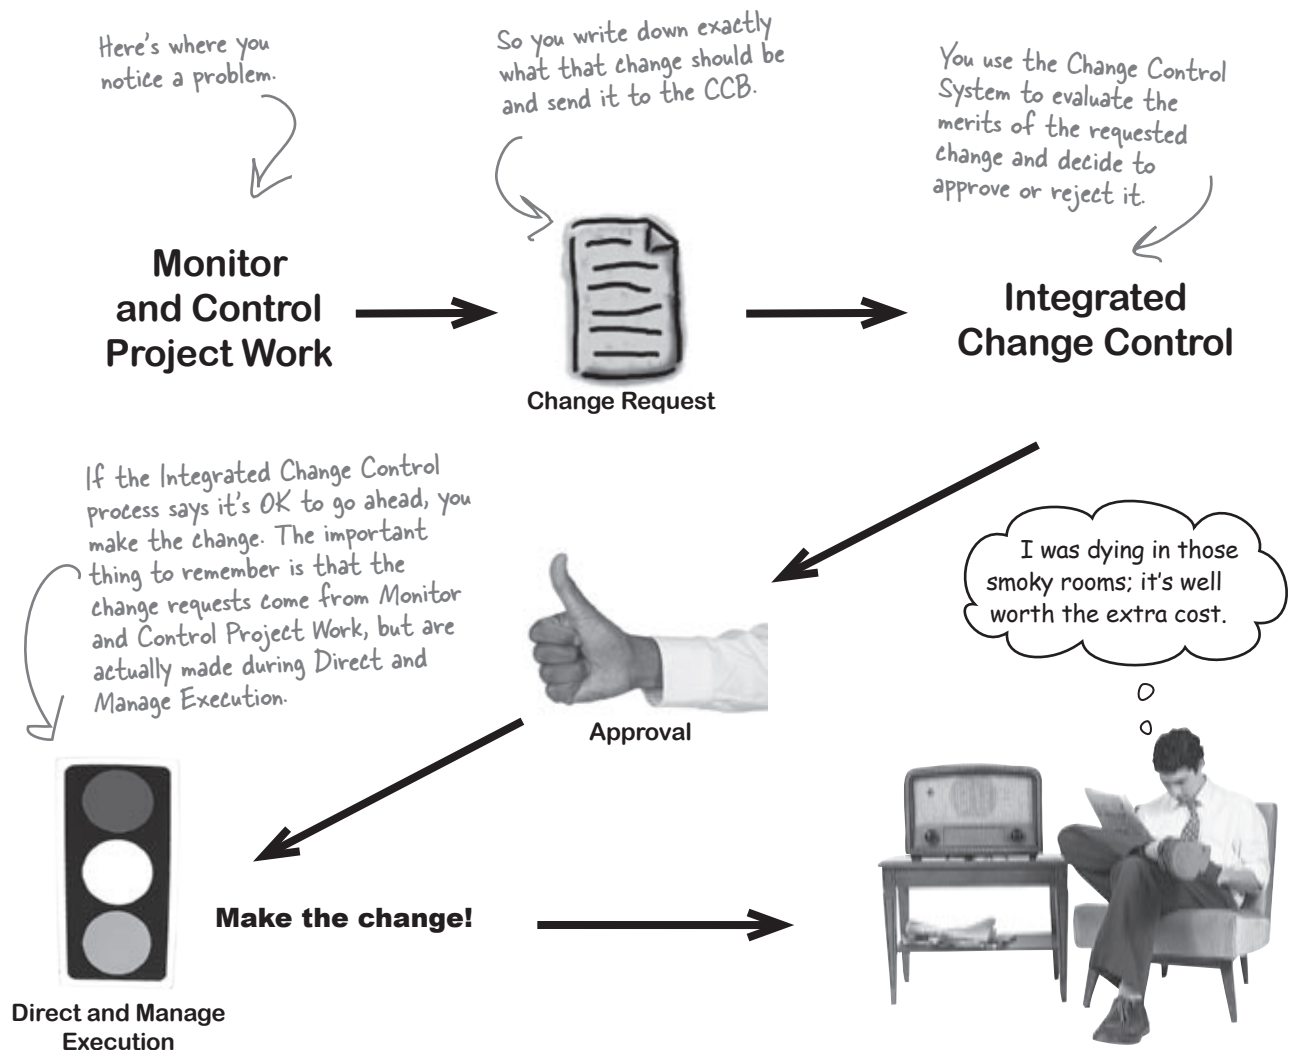 Here's where you
notice a problem.
So you write down exactly
what that change should be
and send it to the CCB.
You use the Change Control
System to evaluate the
merits of the requested
change and decide to
approve or reject it.
Monitor
and Control
Project Work
Change Request
Integrated
Change Control
If the Integrated Change Control
process says it's OK to go ahead, you
make the change. The important
thing to remember is that the
change requests come from Monitor
and Control Project Work, but are
actually made during Direct and
Manage Execution.
Approval
I was dying in those
smoky rooms; it's well
worth the extra cost.
Make the change!
Direct and Manage
Execution